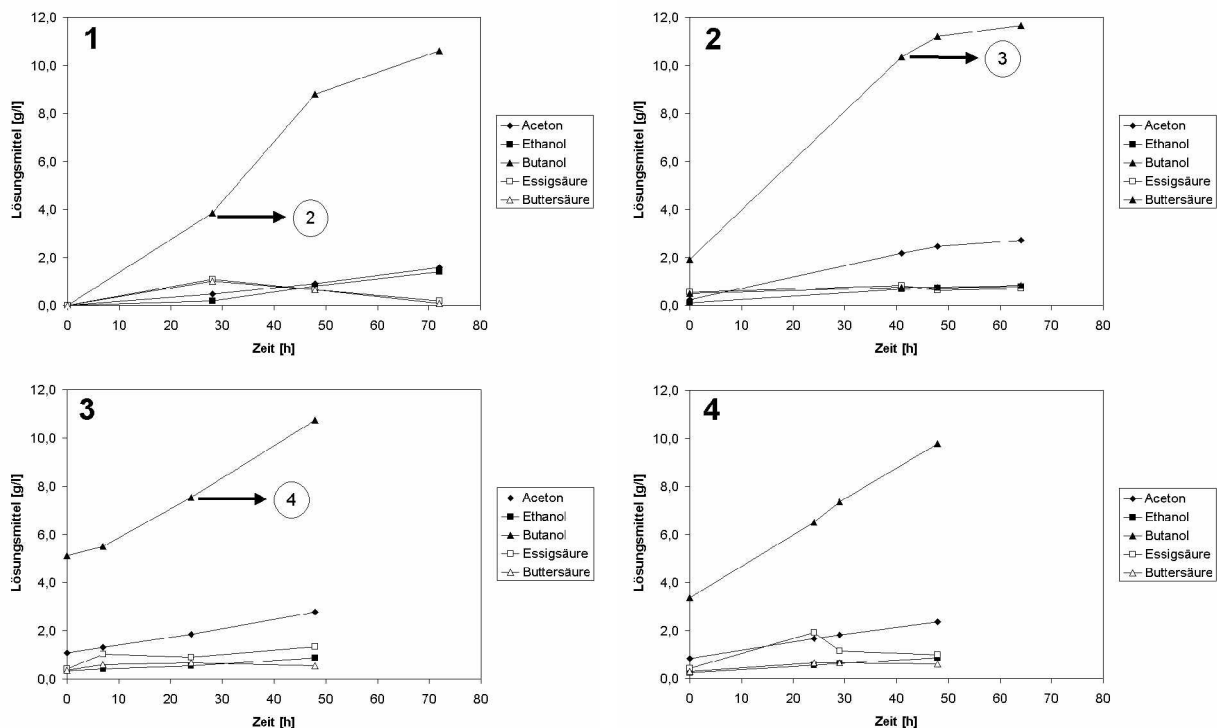 1
12,0
10,0
8,0
6,0
4,0
2,0
0,0
0 10 20 30 40 50 60 70 80
Lösungsmittel [g/l]
Zeit [h]
2
Aceton
Ethanol
Butanol
Essigsäure
Buttersäure
2
12,0
10,0
8,0
6,0
4,0
2,0
0,0
0 10 20 30 40 50 60 70 80
Lösungsmittel [g/l]
Zeit [h]
3
Aceton
Ethanol
Butanol
Essigsäure
Buttersäure
3
12,0
10,0
8,0
6,0
4,0
2,0
0,0
0 10 20 30 40 50 60 70 80
Lösungsmittel [g/l]
Zeit [h]
4
Aceton
Ethanol
Butanol
Essigsäure
Buttersäure
4
12,0
10,0
8,0
6,0
4,0
2,0
0,0
0 10 20 30 40 50 60 70 80
Lösungsmittel [g/l]
Zeit [h]
Aceton
Ethanol
Butanol
Essigsäure
Buttersäure